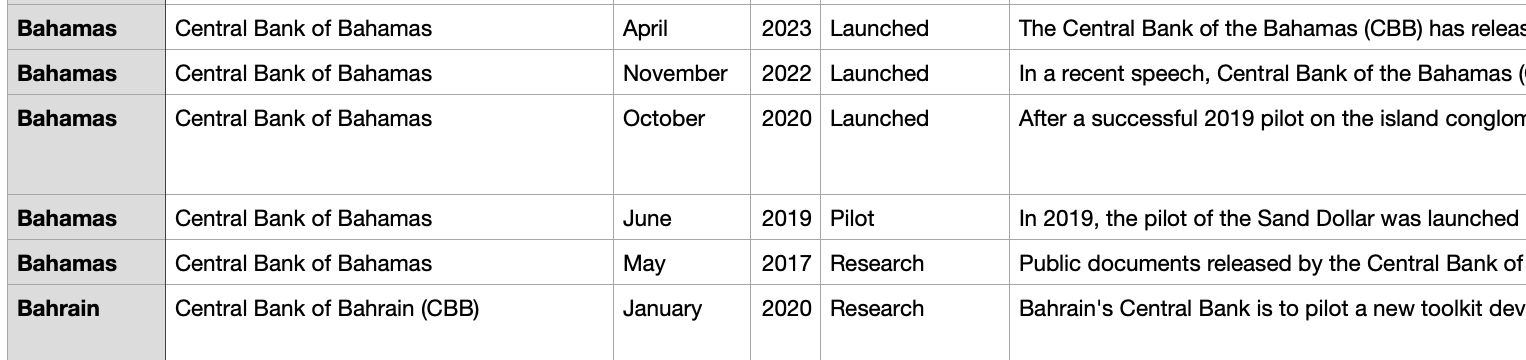 Bahamas Central Bank of Bahamas April 2023 Launched The Central Bank of the Bahamas (CBB) has
Bahamas Central Bank of Bahamas November 2022 Launched In a recent speech, Central Bank of the Bahamas
Bahamas Central Bank of Bahamas October 2020 Launched After a successful 2019 pilot on the island
Bahamas Central Bank of Bahamas June 2019 Pilot In 2019, the pilot of the Sand Dollar was launched
Bahamas Central Bank of Bahamas May 2017 Research Public documents released by the Central Bank of
Bahrain Central Bank of Bahrain (CBB) January 2020 Research Bahrain's Central Bank is to pilot a new toolkit